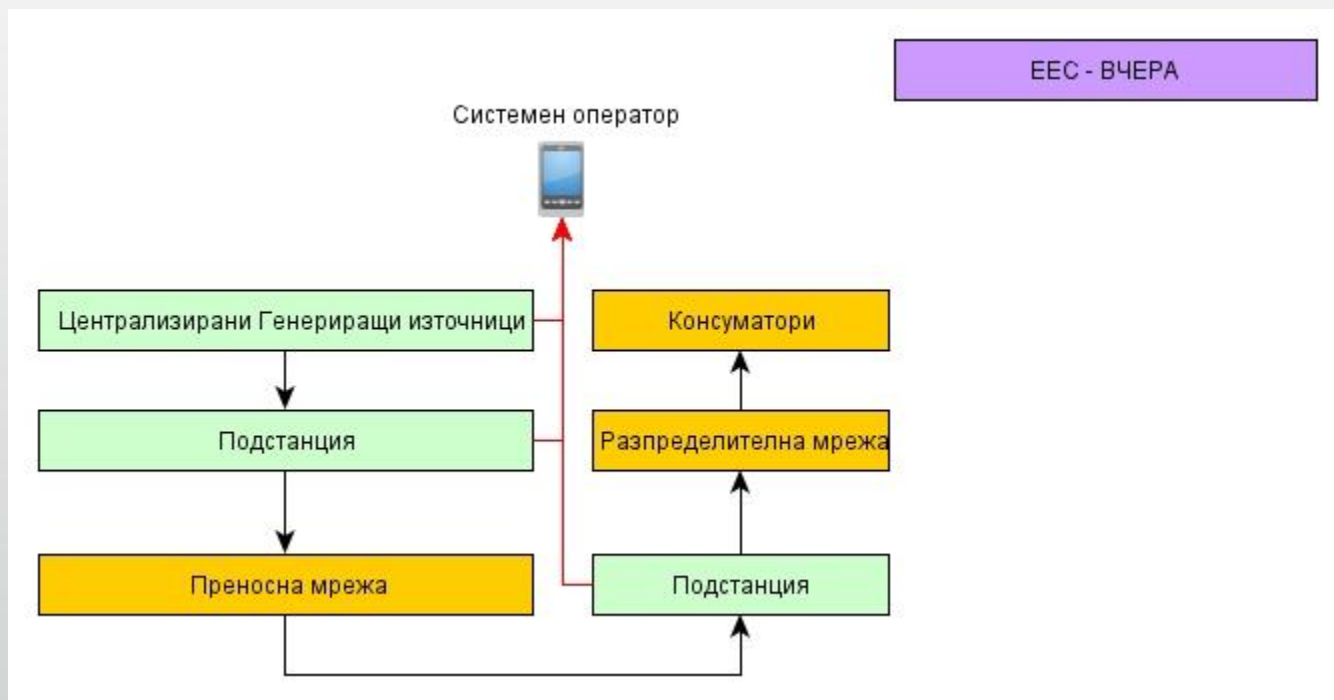 ЕЕС - ВЧЕРА
Системен оператор
Централизирани Генериращи източници
Консуматори
Подстанция
Разпределителна мрежа
Преносна мрежа
Подстанция